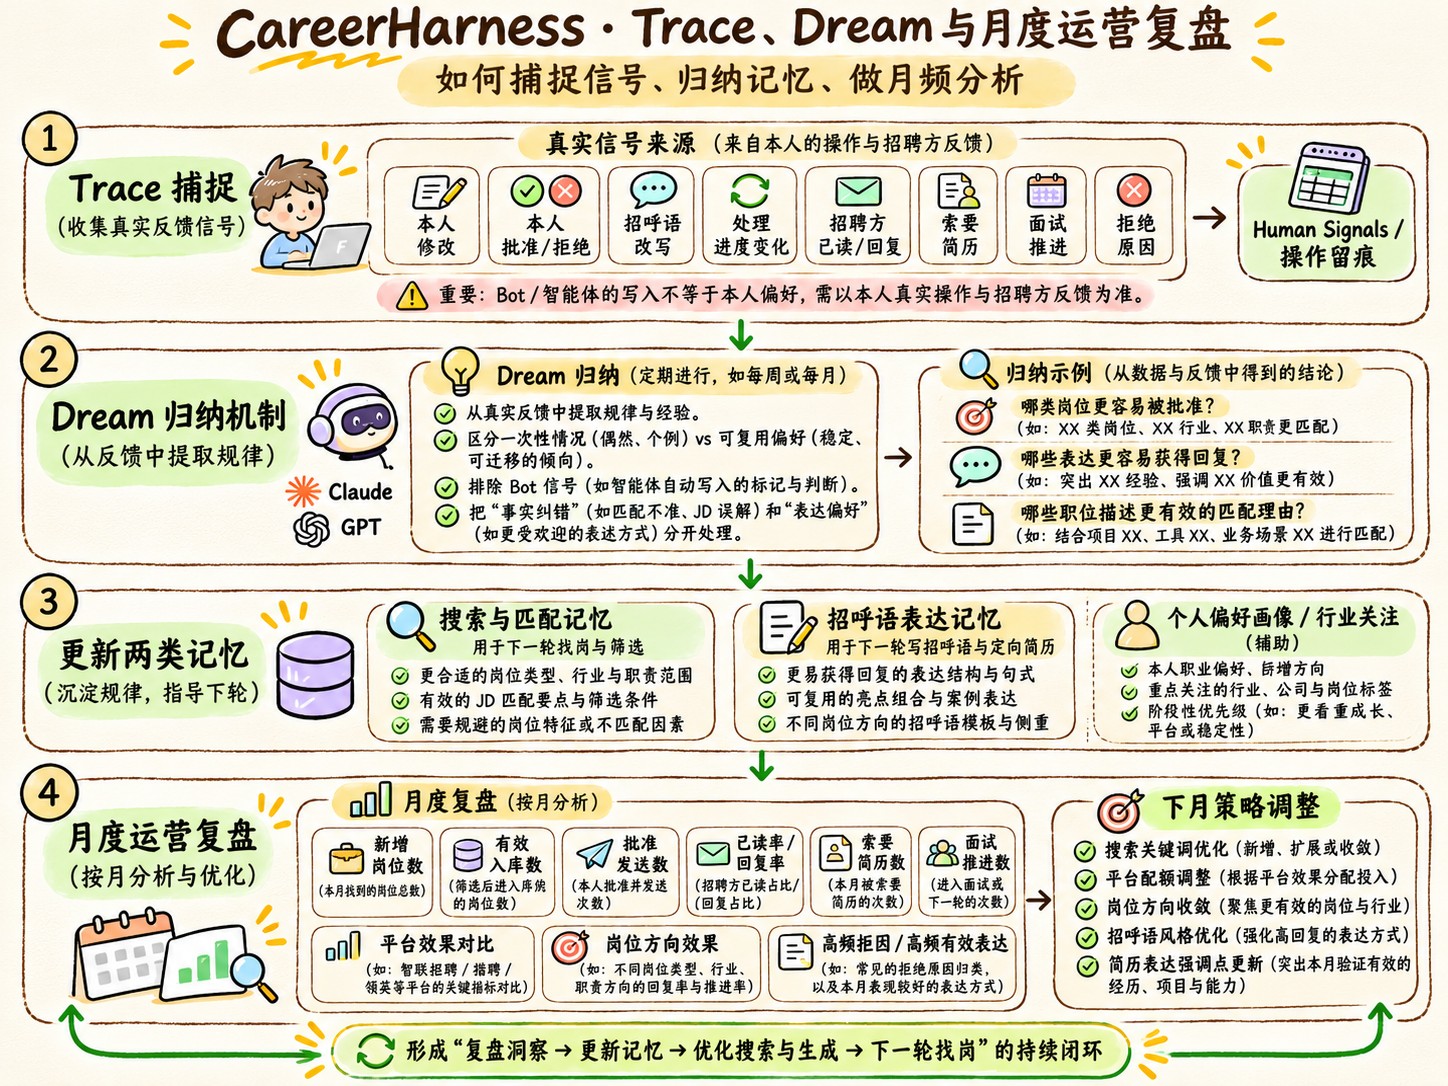 CareerHarness · Trace、Dream与月度运营复盘
如何捕捉信号、归纳记忆、做月频分析
1
Trace 捕捉
(收集真实反馈信号)
F
真实信号来源 (来自本人的操作与招聘方反馈)
本人
修改
本人
批准/拒绝
招呼语
改写
处理
进度变化
招聘方
已读/回复
索要
简历
面试
推进
拒绝
原因
Human Signals /
操作留痕
重要: Bot / 智能体的写入不等于本人偏好, 需以本人真实操作与招聘方反馈为准。
2
Dream 归纳机制
(从反馈中提取规律)
Claude
GPT
Dream 归纳 (定期进行, 如每周或每月)
从真实反馈中提取规律与经验。
区分一次性情况 (偶然、个例) vs 可复用偏好 (稳定、
可迁移的倾向)。
排除 Bot 信号 (如智能体自动写入的标记与判断)。
把 “事实纠错” (如匹配不准、JD 误解) 和 “表达偏好”
(如更受欢迎的表达方式) 分开处理。
归纳示例 (从数据与反馈中得到的结论)
哪类岗位更容易被批准?
(如: XX 类岗位、XX 行业、XX 职责更匹配)
哪些表达更容易获得回复?
(如: 突出 XX 经验、强调 XX 价值更有效)
哪些职位描述更有效的匹配理由?
(如: 结合项目 XX、工具 XX、业务场景 XX 进行匹配)
3
更新两类记忆
(沉淀规律, 指导下轮)
搜索与匹配记忆
用于下一轮找岗与筛选
更合适的岗位类型、行业与职责范围
有效的 JD 匹配要点与筛选条件
需要规避的岗位特征或不匹配因素
招呼语表达记忆
用于下一轮写招呼语与定向简历
更易获得回复的表达结构与句式
可复用的亮点组合与案例表达
不同岗位方向的招呼语模板与侧重
个人偏好画像 / 行业关注
(辅助)
本人职业偏好、增方向
重点关注的行业、公司与岗位标签
阶段性优先级 (如: 更看重成长、
平台或稳定性)
4
月度运营复盘
(按月分析与优化)
月度复盘 (按月分析)
新增
岗位数
(本月找到的岗位总数)
有效
入库数
(筛选后进入库
的岗位数)
批准
发送数
(本人批准并发送
次数)
已读率/
回复率
(招聘方已读占比/
(回复占比)
索要
简历数
(本月被索要
简历的次数)
面试
推进数
(进入面试或
下一轮的次数)
平台效果对比
(如: 智联招聘 / 聘 /
领英等平台的关键指标对比)
岗位方向效果
(如: 不同岗位类型、行业、
职责方向的回复率与推进率)
高频拒因 / 高频有效表达
(如: 常见的拒绝原因归类,
以及本月表现较好的表达方式)
下月策略调整
搜索关键调优化 (新增、扩展或收敛)
平台配额调整 (根据平台效果分配投入)
岗位方向收敛 (聚焦更有效的岗位与行业)
招呼语风格优化 (强化高回复的表达方式)
简历表达强调点更新 (突出本月验证有效的
经历、项目与能力)
形成 “复盘洞察 → 更新记忆 → 优化搜索与生成 → 下一轮找岗” 的持续闭环